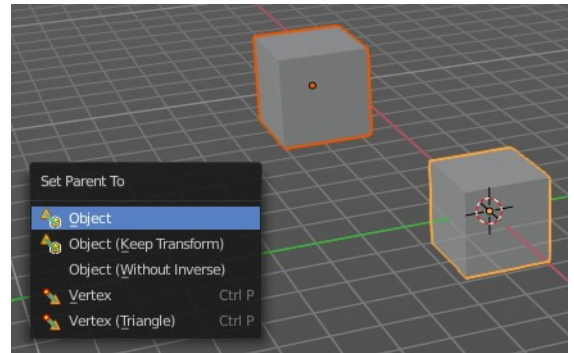 Set Parent To
Object
Object (Keep Transform)
Object (Without Inverse)
Vertex Ctrl P
Vertex (Triangle) Ctrl P